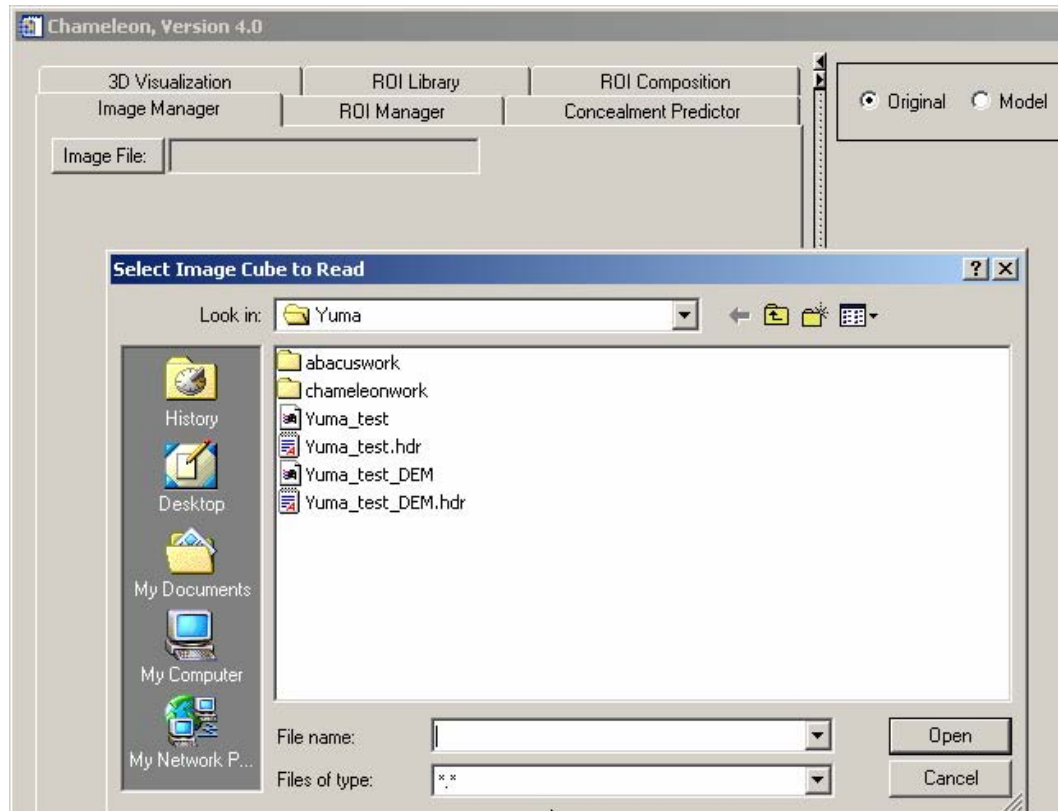 Chameleon, Version 4.0
3D Visualization ROI Library ROI Composition
Image Manager ROI Manager Concealment Predictor
Original Model
Image File:
Select Image Cube to Read
Look in: Yuma
abacuswork
chameleonwork
Yuma_test
Yuma_test.hdr
Yuma_test_DEM
Yuma_test_DEM.hdr
History
Desktop
My Documents
My Computer
My Network P...
File name:
Open
Files of type: *.*
Cancel